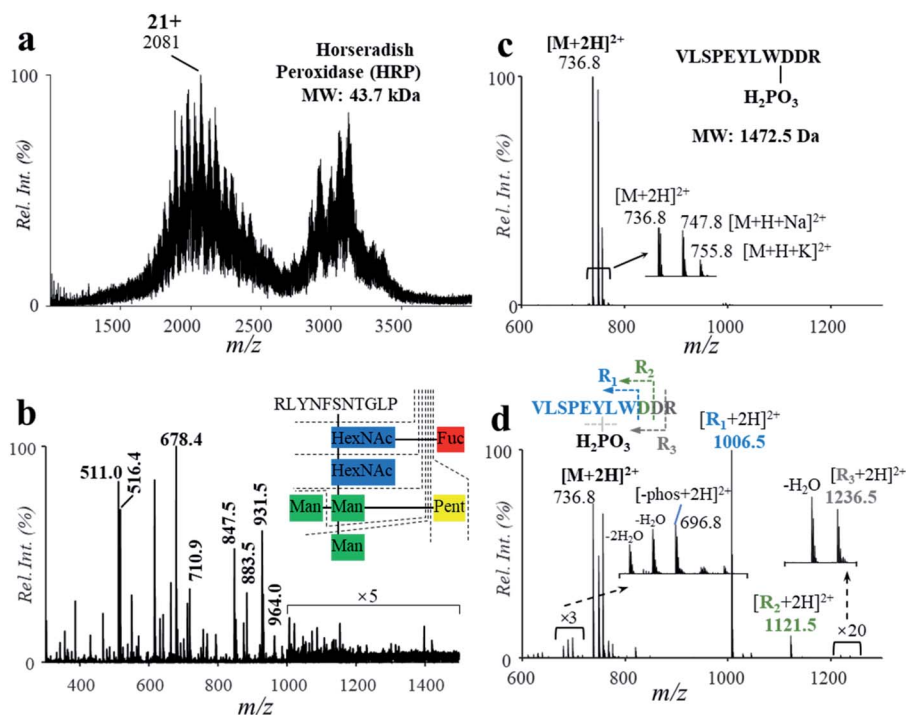 a
21+
2081
Horseradish
Peroxidase (HRP)
MW: 43.7 kDa
100
Rel. Int. (%)
0
1500 2000 2500 3000 3500
m/z
b
RLYNFSNTGLP
HexNAc Fuc
HexNAc
Man Man Pent
Man
100
678.4
511.0
516.4
710.9
847.5
883.5
931.5
964.0
×5
Rel. Int. (%)
0
400 600 800 1000 1200 1400
m/z
c
[M+2H]2+
736.8
VLSPEYLWDDR
H2PO3
MW: 1472.5 Da
[M+2H]2+
736.8
747.8 [M+H+Na]2+
755.8 [M+H+K]2+
100
Rel. Int. (%)
0
600 800 1000 1200
m/z
d
R2
R1
VLSPEYLWDDR
H2PO3
R3
[R1+2H]2+
1006.5
100
[M+2H]2+
736.8
[-phos+2H]2+
-H2O
-2H2O
696.8
-H2O
[R3+2H]2+
1236.5
[R2+2H]2+
1121.5
×3
×20
Rel. Int. (%)
0
600 800 1000 1200
m/z